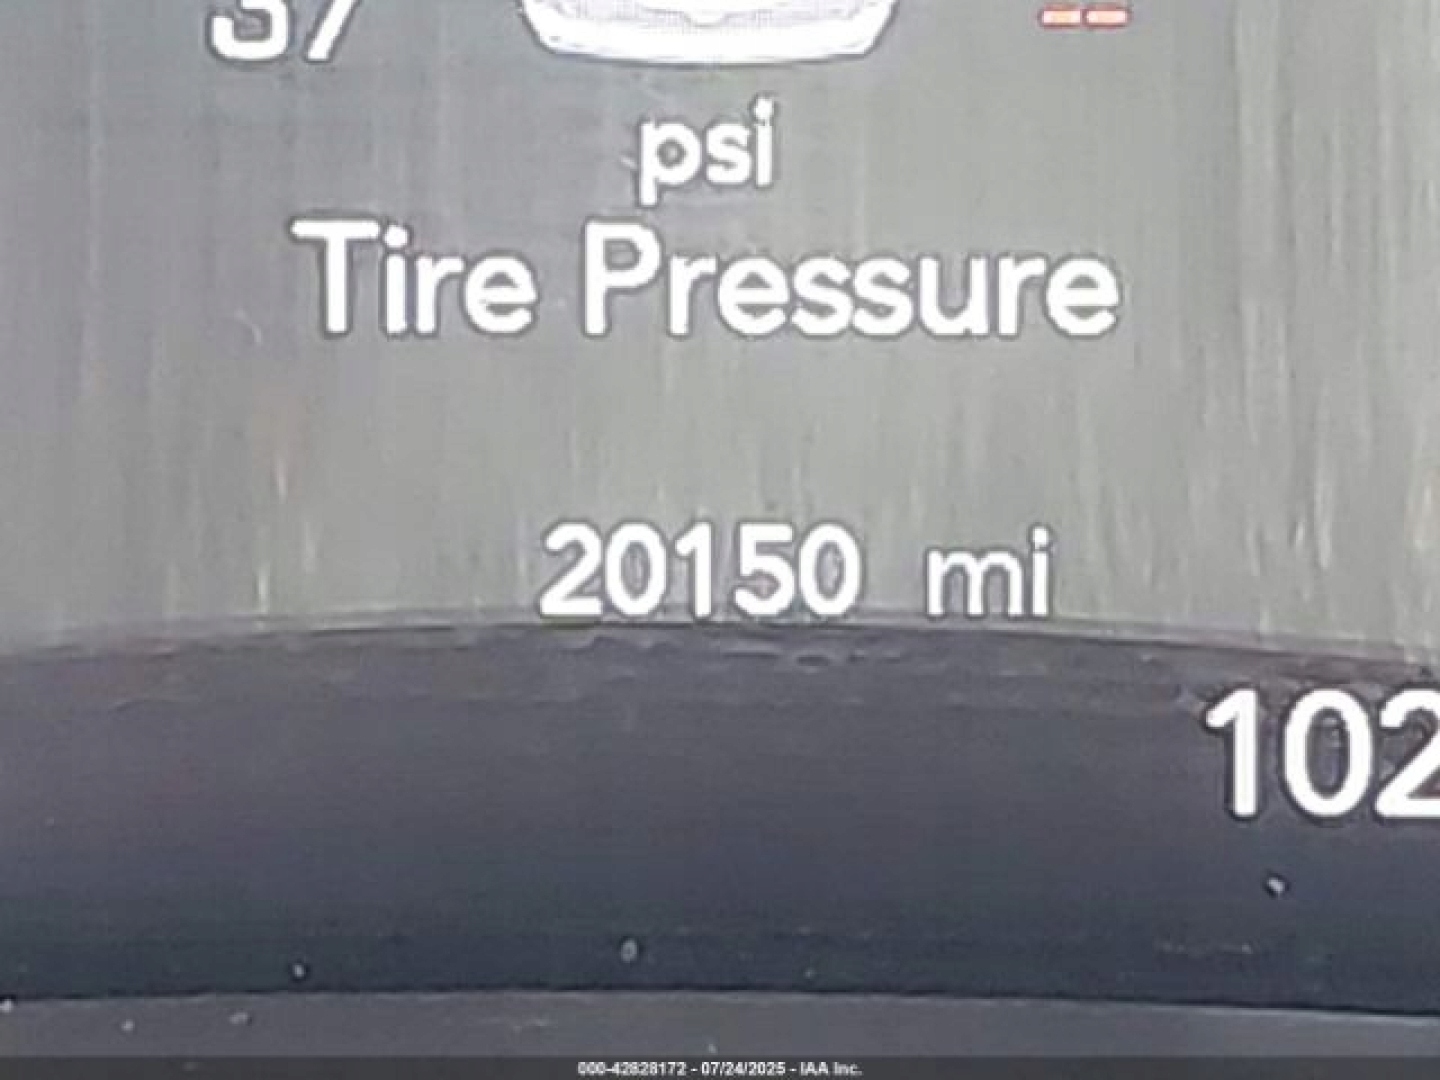 37 --
psi
Tire Pressure
20150 mi
102
000-42828172 - 07/24/2025 - IAA Inc.